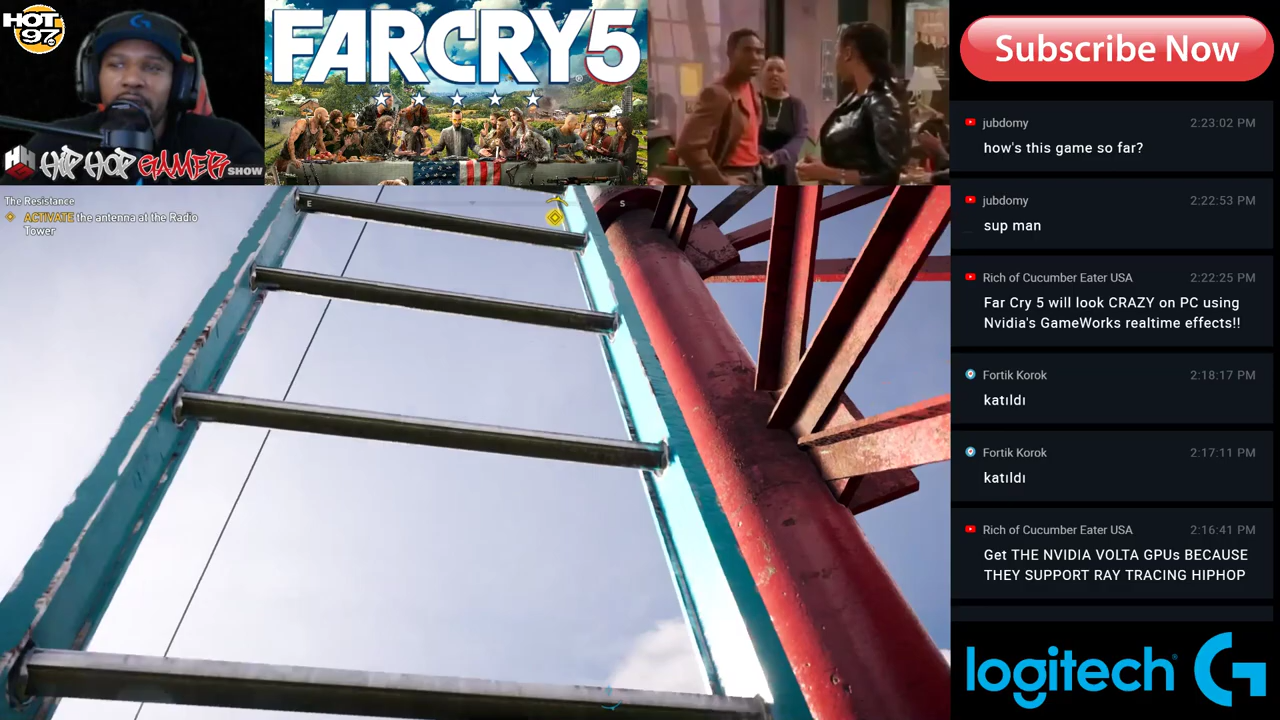 HOT
97
HIP HOP GAMER SHOW
FARCRY5
The Resistance
ACTIVATE the antenna at the Radio
Tower
E
S
Subscribe Now
jubdomy 2:23:02 PM
how's this game so far?
jubdomy 2:22:53 PM
sup man
Rich of Cucumber Eater USA 2:22:25 PM
Far Cry 5 will look CRAZY on PC using
Nvidia's GameWorks realtime effects!!
Fortik Korok 2:18:17 PM
katıldı
Fortik Korok 2:17:11 PM
katıldı
Rich of Cucumber Eater USA 2:16:41 PM
Get THE NVIDIA VOLTA GPUs BECAUSE
THEY SUPPORT RAY TRACING HIPHOP
logitech G